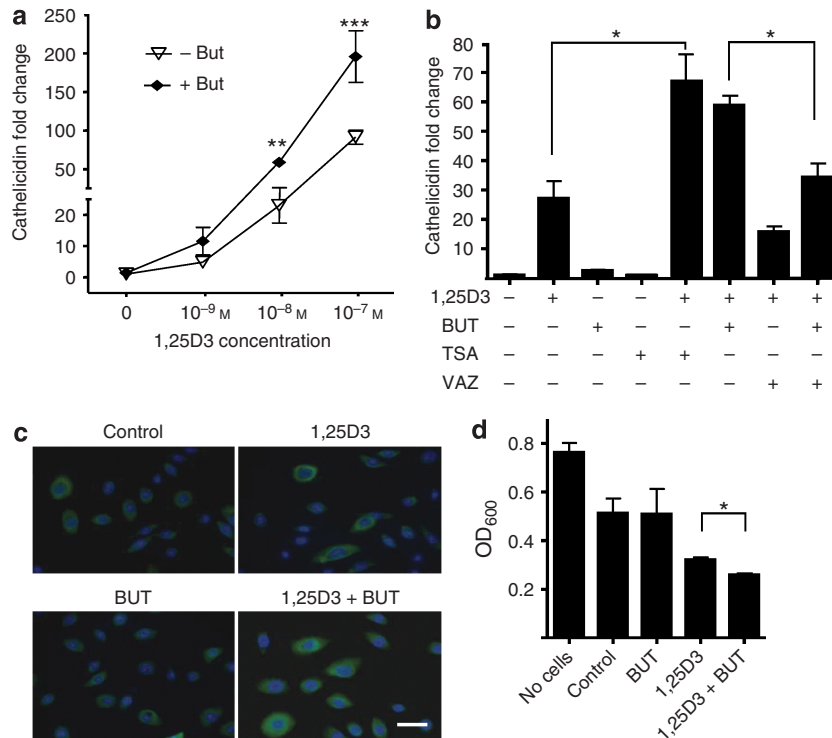 a
Cathelicidin fold change
250
200
150
100
50
20
10
0
– But
+ But
**
***
0
10⁻⁹ M
10⁻⁸ M
10⁻⁷ M
1,25D3 concentration
b
Cathelicidin fold change
80
70
60
50
40
30
20
10
*
*
1,25D3 – + – – + + + +
BUT – – + – – + – +
TSA – – – + + – – –
VAZ – – – – – – + +
c
Control
1,25D3
BUT
1,25D3 + BUT
d
OD₆₀₀
0.8
0.6
0.4
0.2
*
No cells
Control
BUT
1,25D3
1,25D3 + BUT